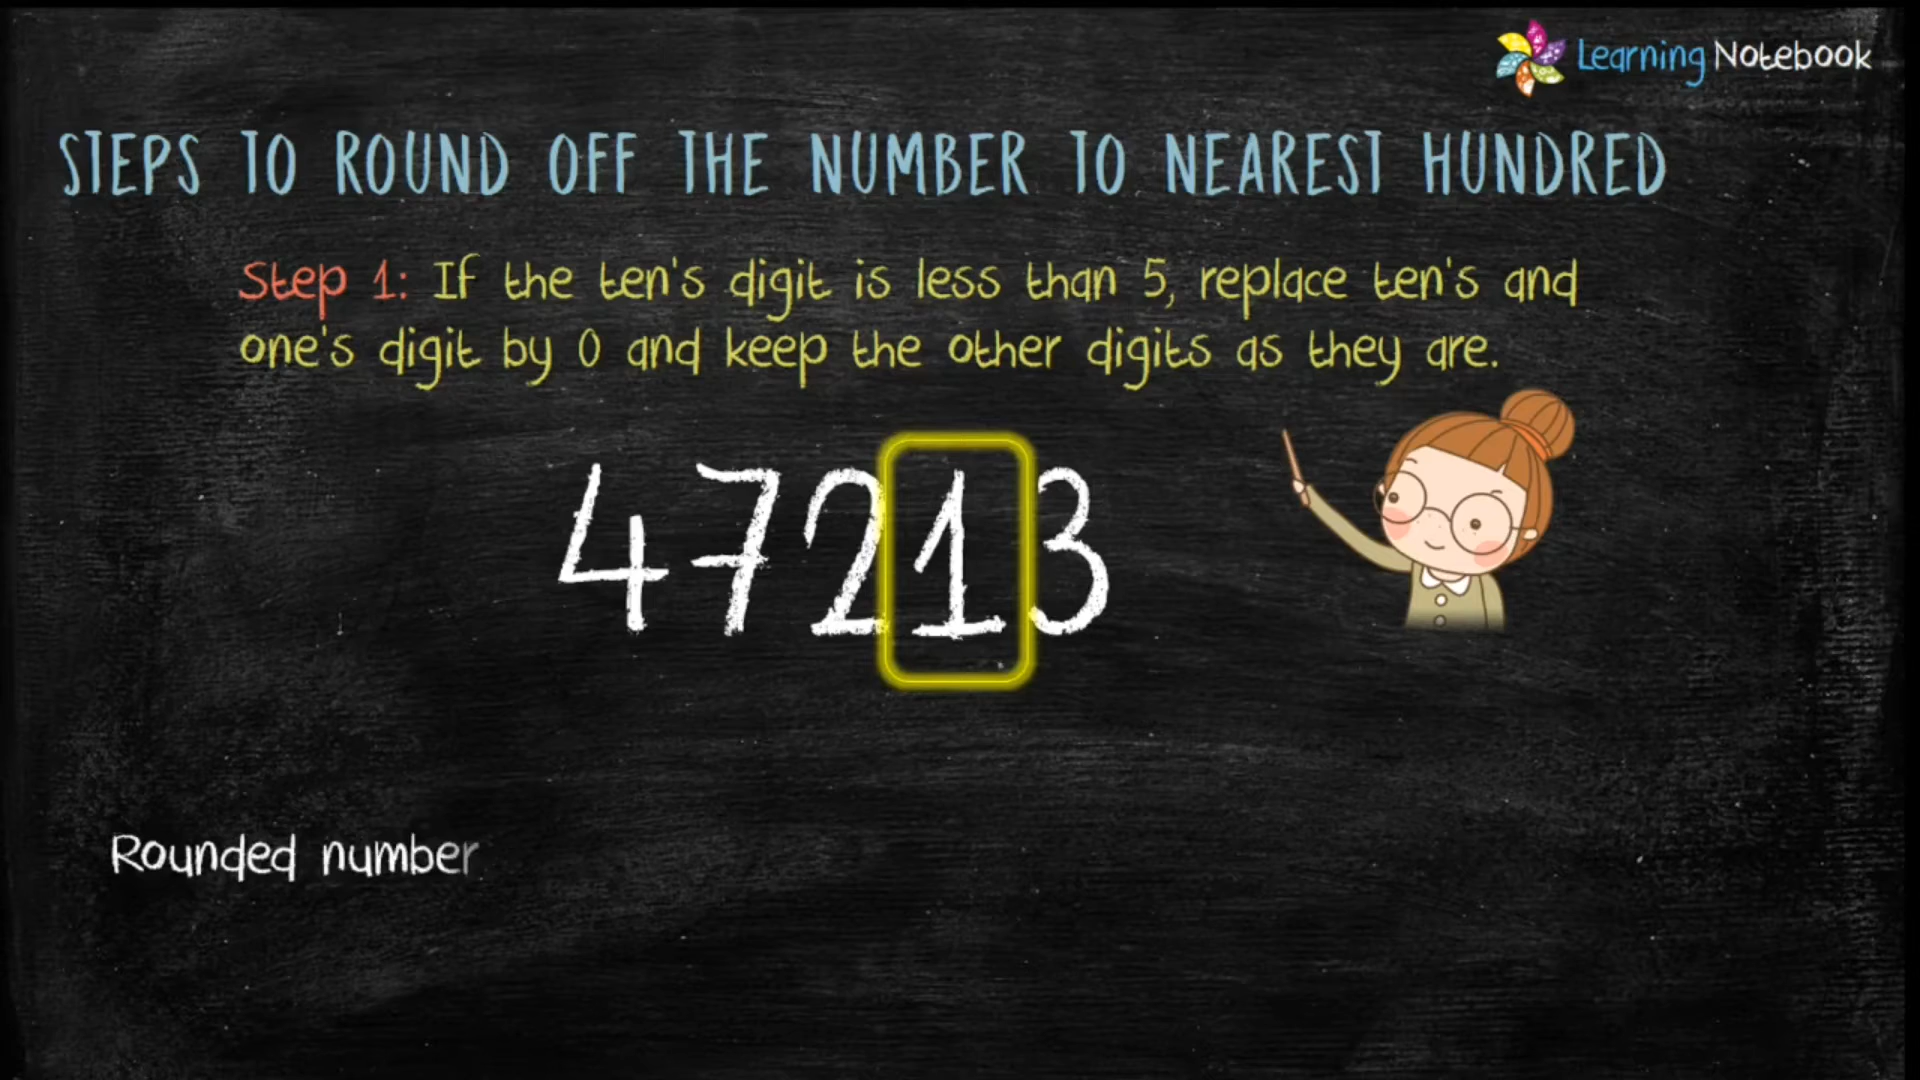 Learning Notebook
STEPS TO ROUND OFF THE NUMBER TO NEAREST HUNDRED
Step 1: If the ten's digit is less than 5, replace ten's and
one's digit by 0 and keep the other digits as they are.
47213
Rounded number